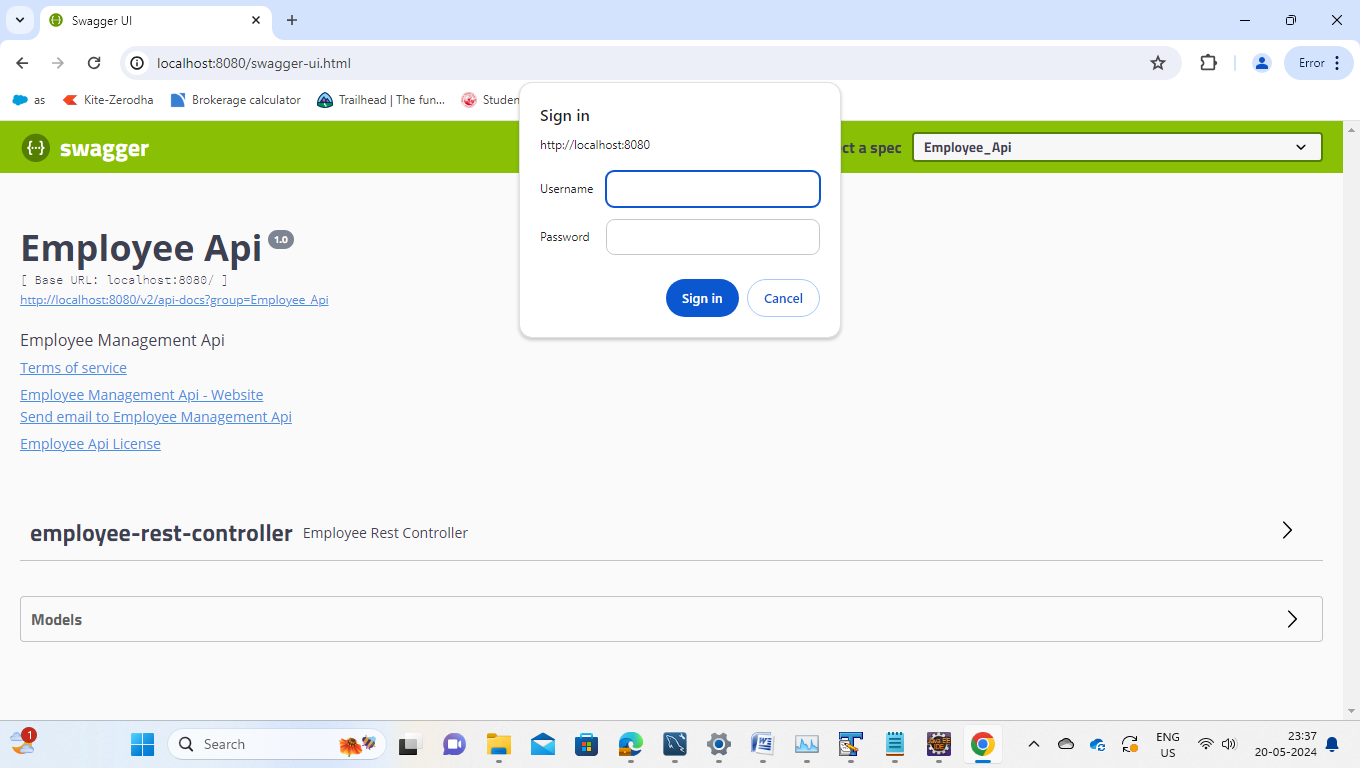 Swagger UI
localhost:8080/swagger-ui.html
Error
as
Kite-Zerodha
Brokerage calculator
Trailhead | The fun...
Studen
Sign in
http://localhost:8080
Username
Password
Sign in
Cancel
{··}
swagger
ct a spec
Employee_Api
Employee Api 1.0
[ Base URL: localhost:8080/ ]
http://localhost:8080/v2/api-docs?group=Employee_Api
Employee Management Api
Terms of service
Employee Management Api - Website
Send email to Employee Management Api
Employee Api License
employee-rest-controller Employee Rest Controller
Models
1
Search
W
IDE
ENG
US
23:37
20-05-2024